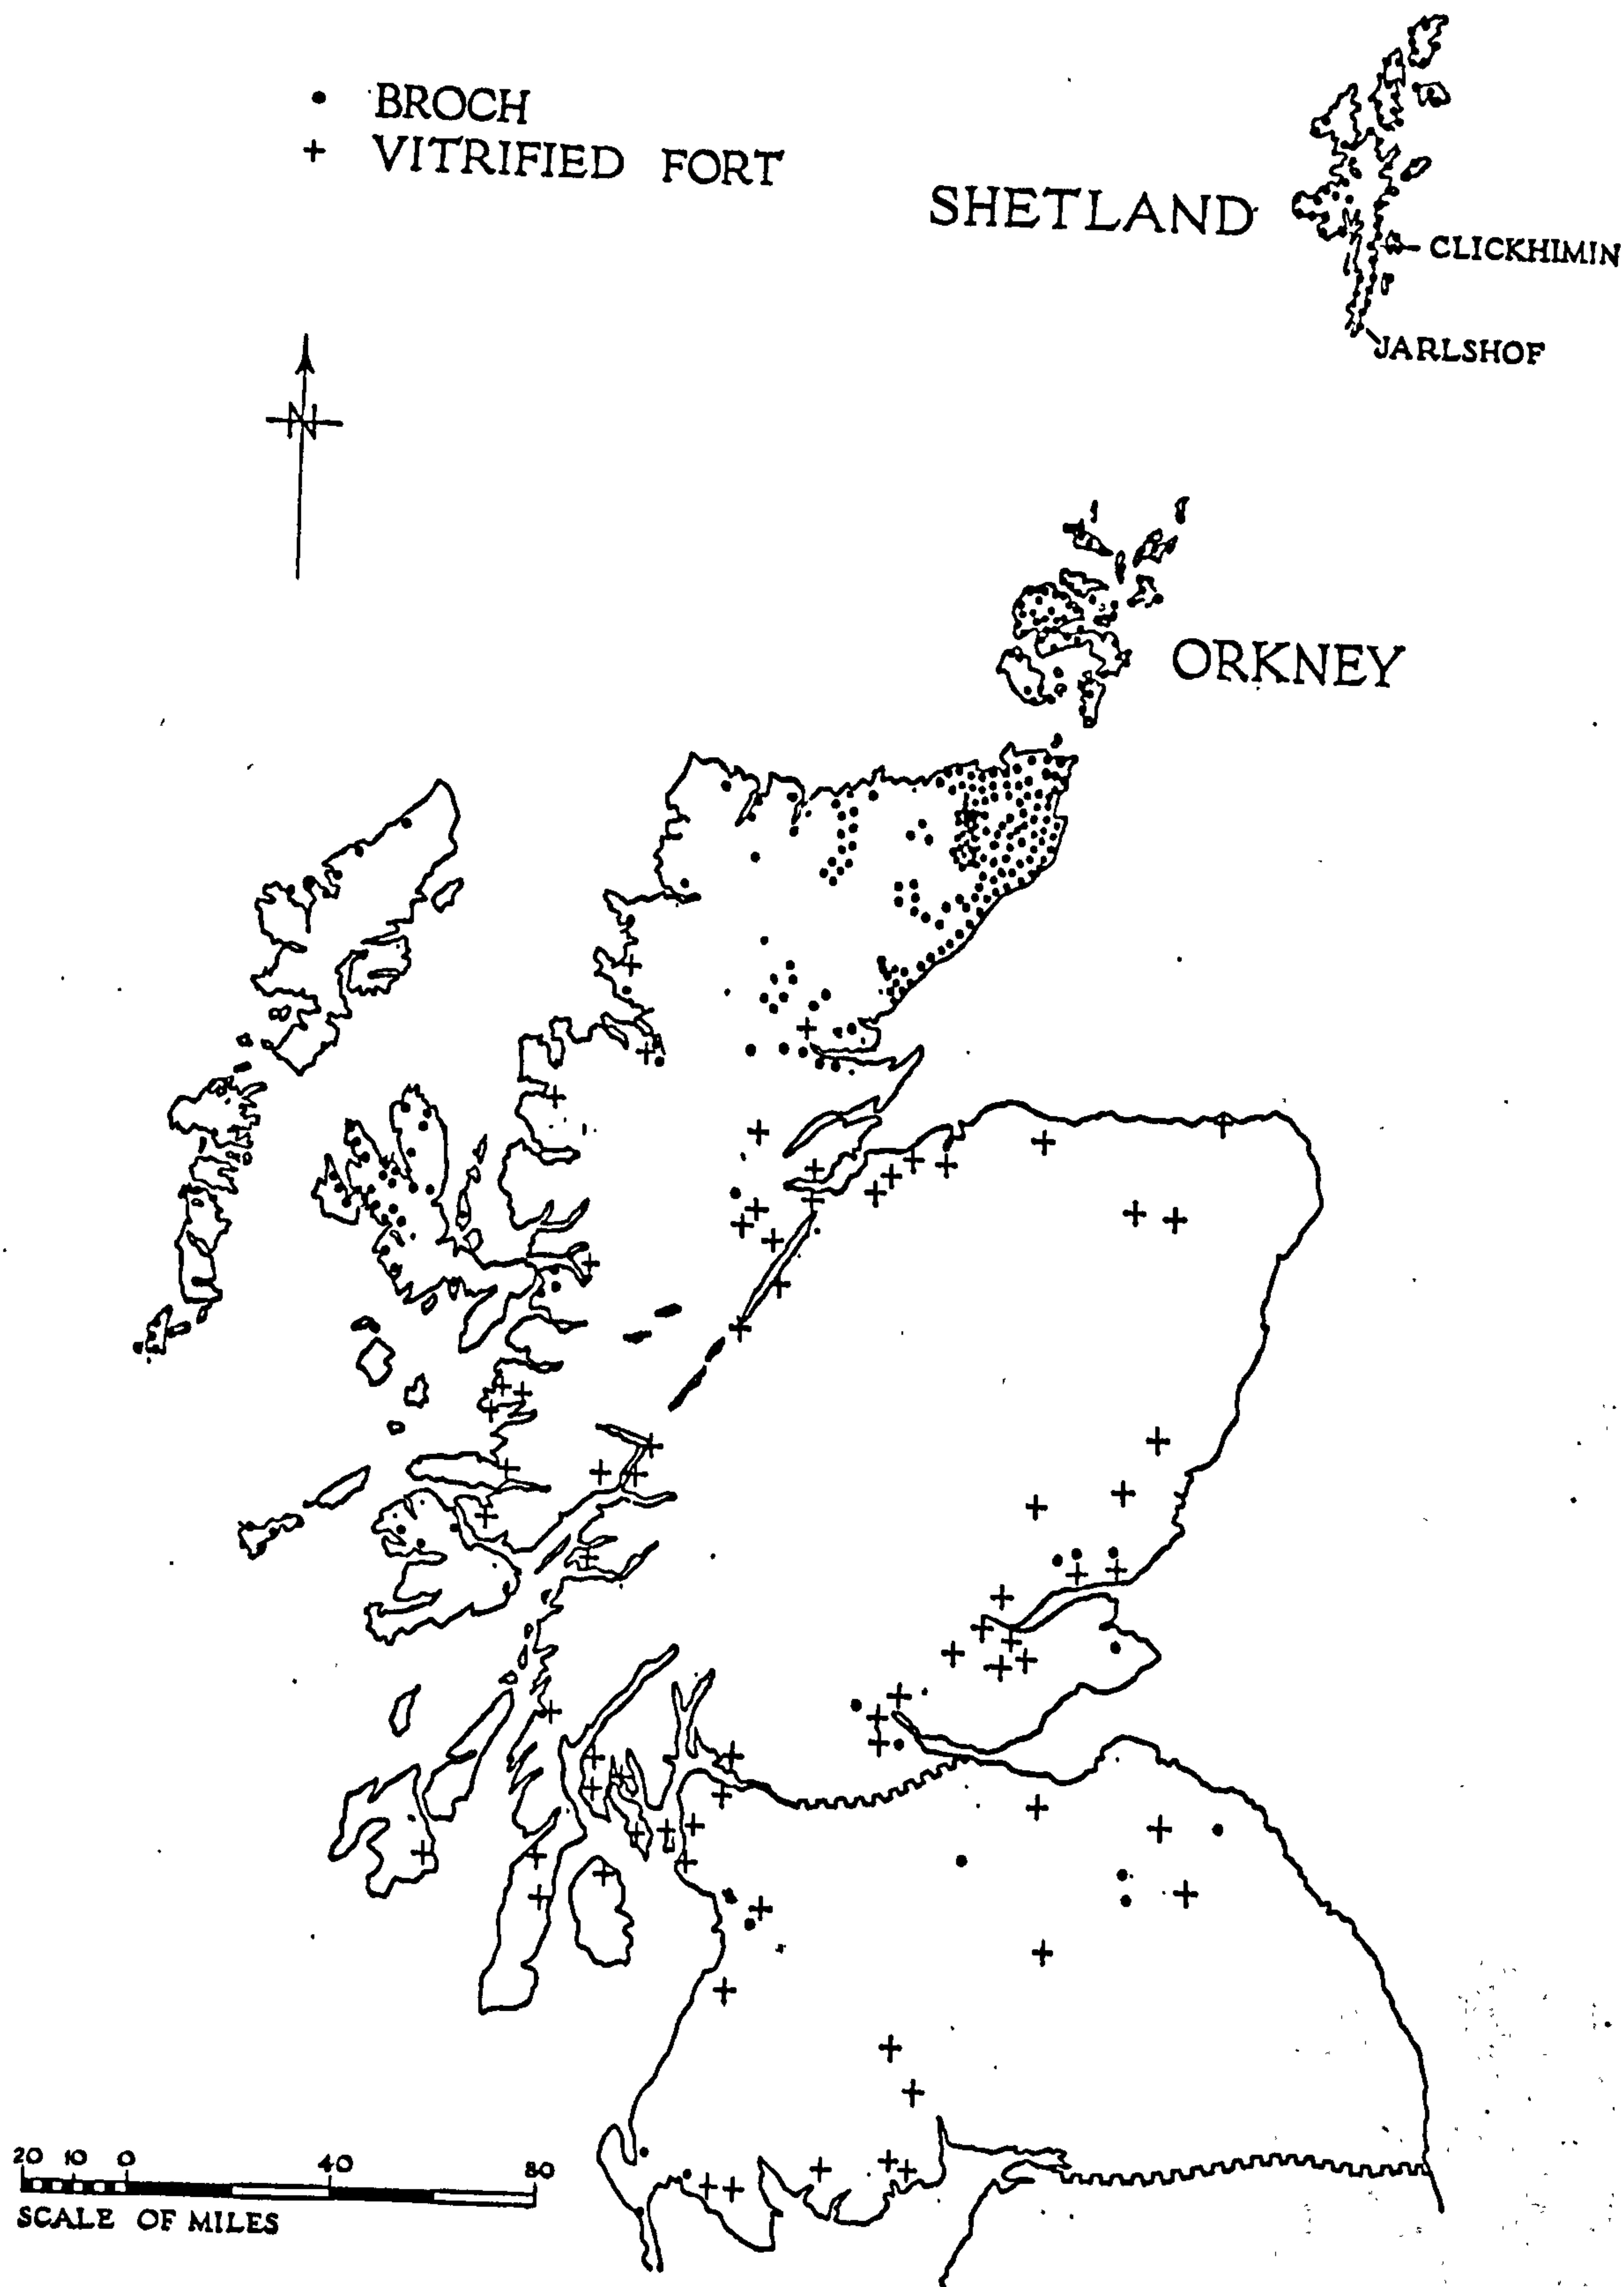 BROCH
VITRIFIED FORT
SHETLAND
CLICKHIMIN
JARLSHOF
N
ORKNEY
20 10 0 40 80
SCALE OF MILES